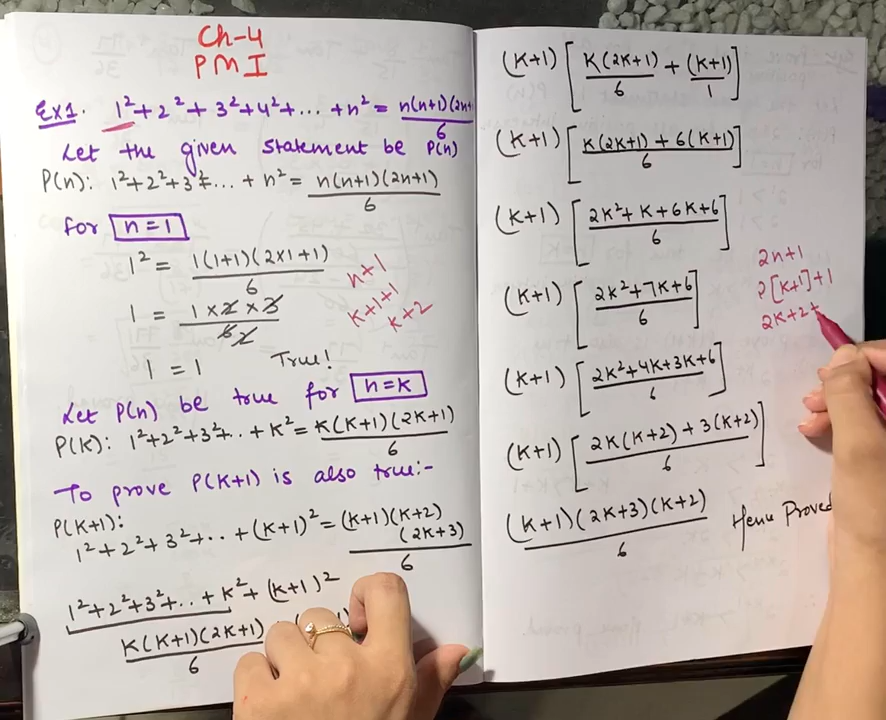 Ch-4
PMI
Ex1. 1² + 2² + 3² + 4² + ... + n² = n(n+1)(2n+
6
Let the given statement be P(n)
P(n): 1² + 2² + 3² + ... + n² = n(n+1)(2n+1)
6
for n=1
1² = 1(1+1)(2×1+1)
6
1 = 1 × 2 × 3
6 2
1 = 1 True!
n+1
k+1+1
k+2
Let P(n) be true for n=k
P(k): 1²+2²+3²+..+k² = k(k+1)(2k+1)
6
To prove P(k+1) is also true:-
P(k+1):
1²+2²+3²+..+(k+1)² = (k+1)(k+2)
(2k+3)
6
1²+2²+3²+..+k²+(k+1)²
k(k+1)(2k+1)
6
(k+1) [k(2k+1) + (k+1)]
6 1
(k+1) [k(2k+1) + 6(k+1)]
6
(k+1) [2k²+k+6k+6]
6
(k+1) [2k²+7k+6]
6
(k+1) [2k²+4k+3k+6]
6
(k+1) [2k(k+2) + 3(k+2)]
6
(k+1)(2k+3)(k+2)
6
Hence Proved
2n+1
2[k+1]+1
2k+2+